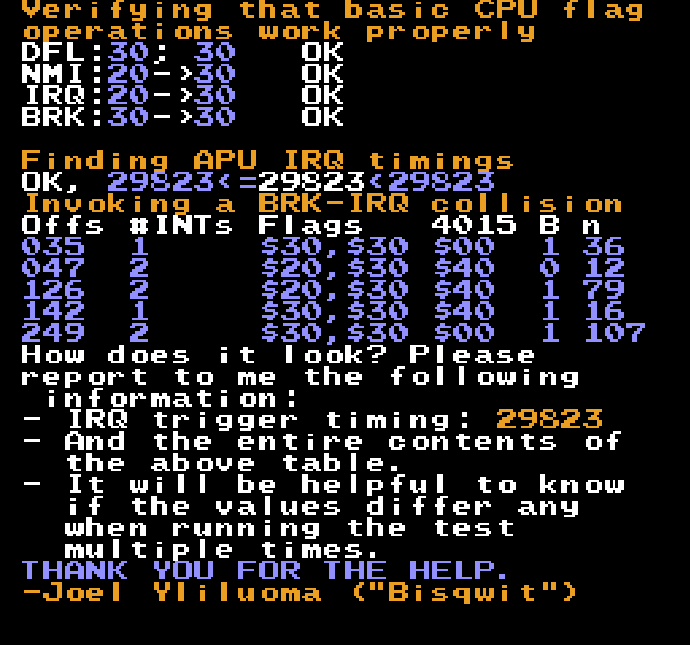 Verifying that basic CPU flag
operations work properly
DFL:30; 30 OK
NMI:20->30 OK
IRQ:20->30 OK
BRK:30->30 OK
Finding APU IRQ timings
OK, 29823<=29823<29823
Invoking a BRK-IRQ collision
Offs #INTs Flags 4015 B n
035 1 $30,$30 $00 1 36
047 2 $20,$30 $40 0 12
126 2 $20,$30 $40 1 79
142 1 $30,$30 $40 1 16
249 2 $30,$30 $00 1 107
How does it look? Please
report to me the following
information:
- IRQ trigger timing: 29823
- And the entire contents of
the above table.
- It will be helpful to know
if the values differ any
when running the test
multiple times.
THANK YOU FOR THE HELP.
-Joel Yliluoma ("Bisqwit")